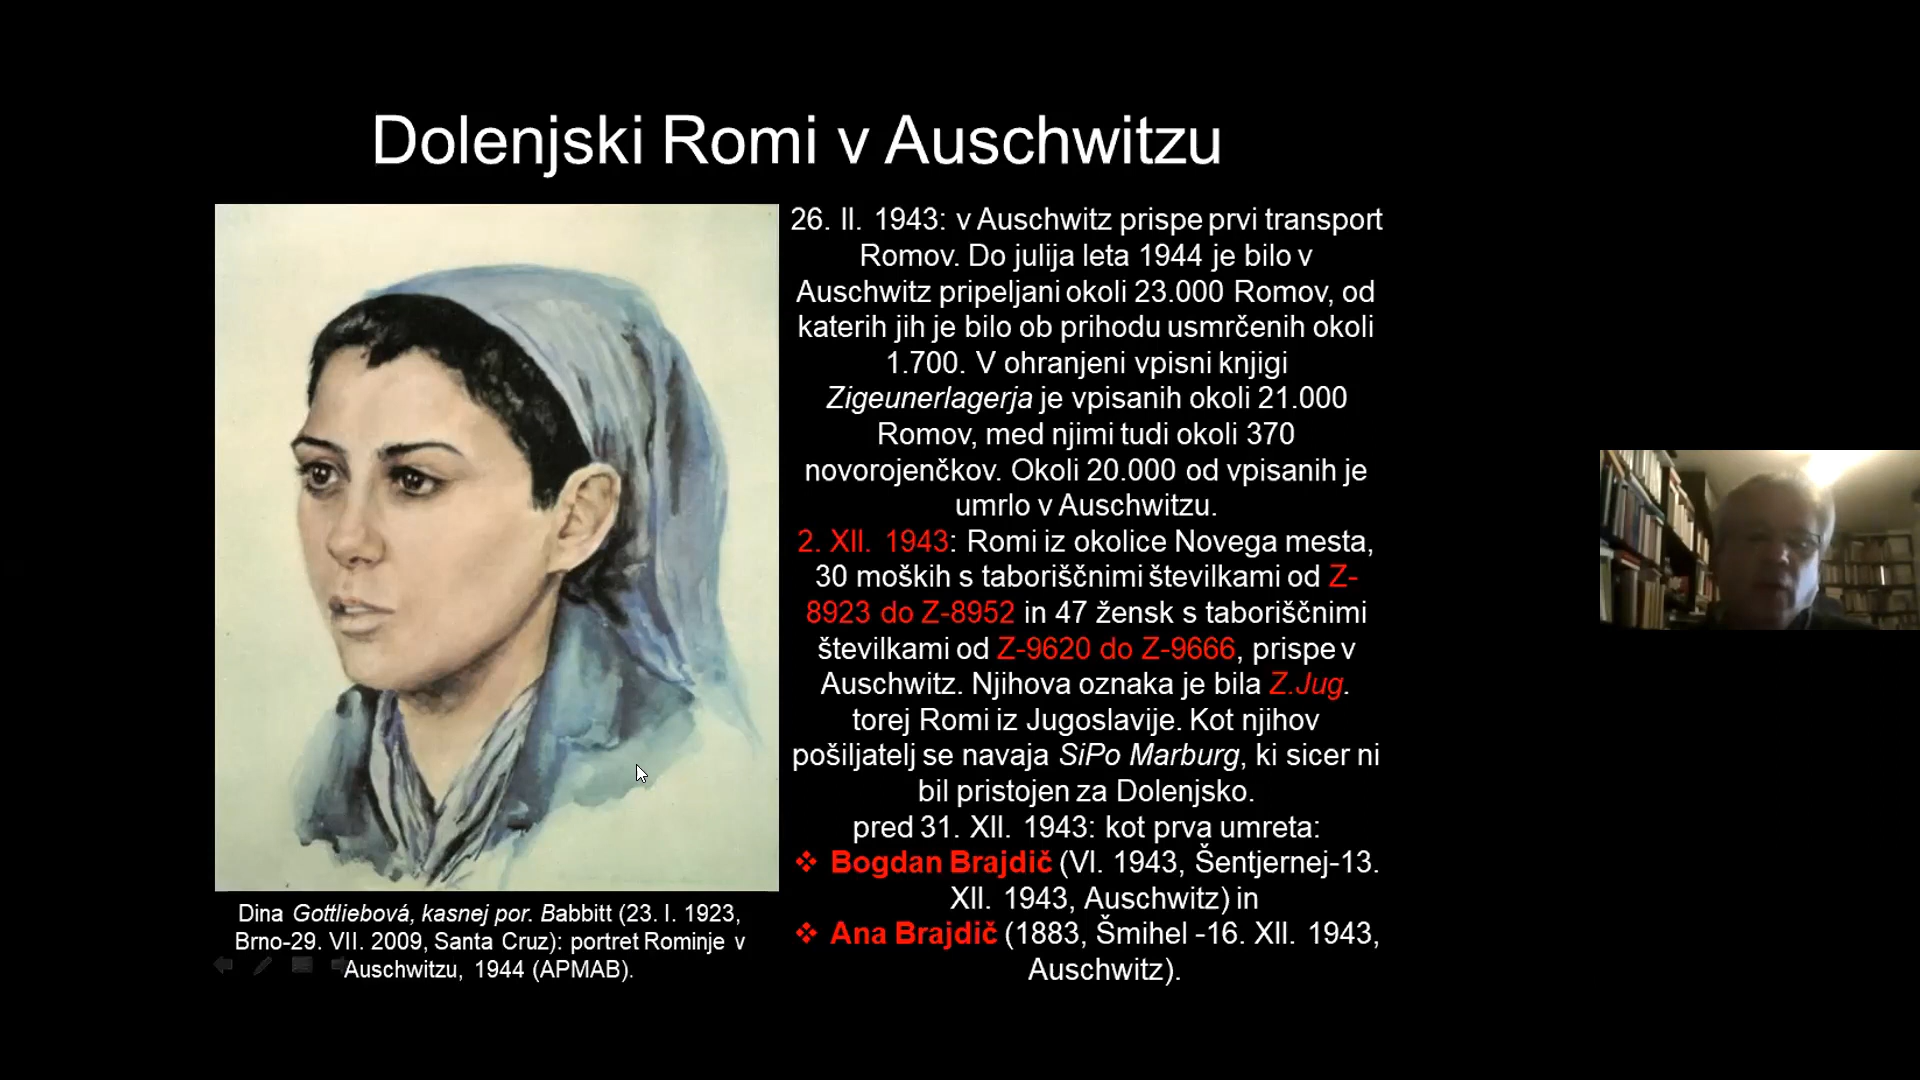 Dolenjski Romi v Auschwitzu
26. II. 1943: v Auschwitz prispe prvi transport
Romov. Do julija leta 1944 je bilo v
Auschwitz pripeljani okoli 23.000 Romov, od
katerih jih je bilo ob prihodu usmrčenih okoli
1.700. V ohranjeni vpisni knjigi
Zigeunerlagerja je vpisanih okoli 21.000
Romov, med njimi tudi okoli 370
novorojenčkov. Okoli 20.000 od vpisanih je
umrlo v Auschwitzu.
2. XII. 1943: Romi iz okolice Novega mesta,
30 moških s taboriščnimi številkami od Z-
8923 do Z-8952 in 47 žensk s taboriščnimi
številkami od Z-9620 do Z-9666, prispe v
Auschwitz. Njihova oznaka je bila Z.Jug.
torej Romi iz Jugoslavije. Kot njihov
pošiljatelj se navaja SiPo Marburg, ki sicer ni
bil pristojen za Dolenjsko.
pred 31. XII. 1943: kot prva umreta:
❖ Bogdan Brajdič (VI. 1943, Šentjernej-13.
XII. 1943, Auschwitz) in
❖ Ana Brajdič (1883, Šmihel -16. XII. 1943,
Auschwitz).
Dina Gottliebová, kasnej por. Babbitt (23. I. 1923,
Brno-29. VII. 2009, Santa Cruz): portret Rominje v
Auschwitzu, 1944 (APMAB).